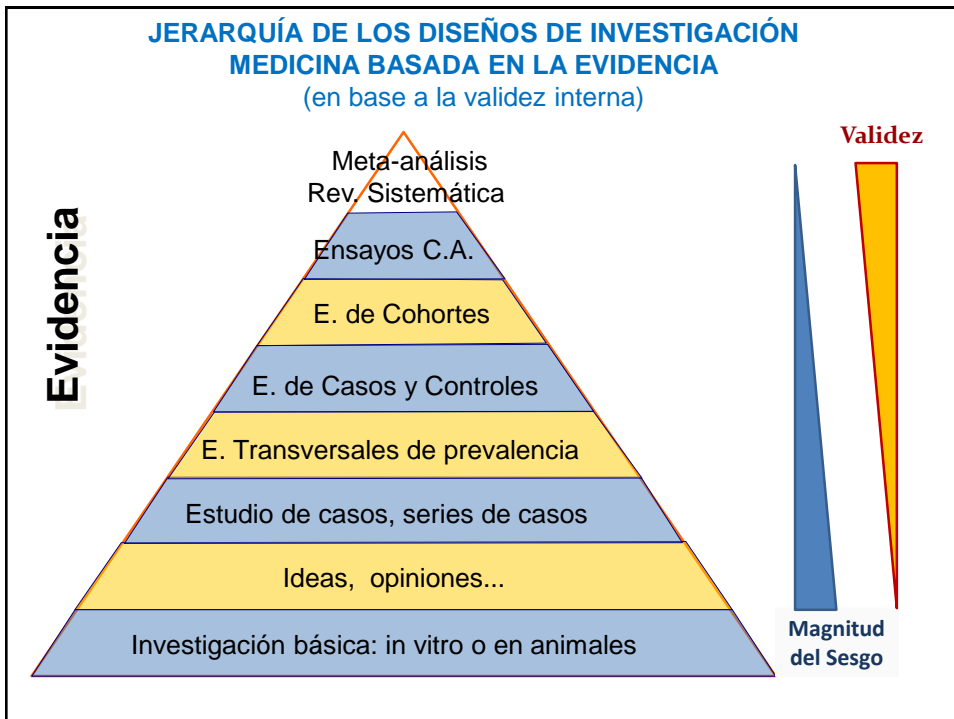 JERARQUÍA DE LOS DISEÑOS DE INVESTIGACIÓN
MEDICINA BASADA EN LA EVIDENCIA
(en base a la validez interna)
Validez
Evidencia
Meta-análisis
Rev. Sistemática
Ensayos C.A.
E. de Cohortes
E. de Casos y Controles
E. Transversales de prevalencia
Estudio de casos, series de casos
Ideas, opiniones...
Investigación básica: in vitro o en animales
Magnitud
del Sesgo